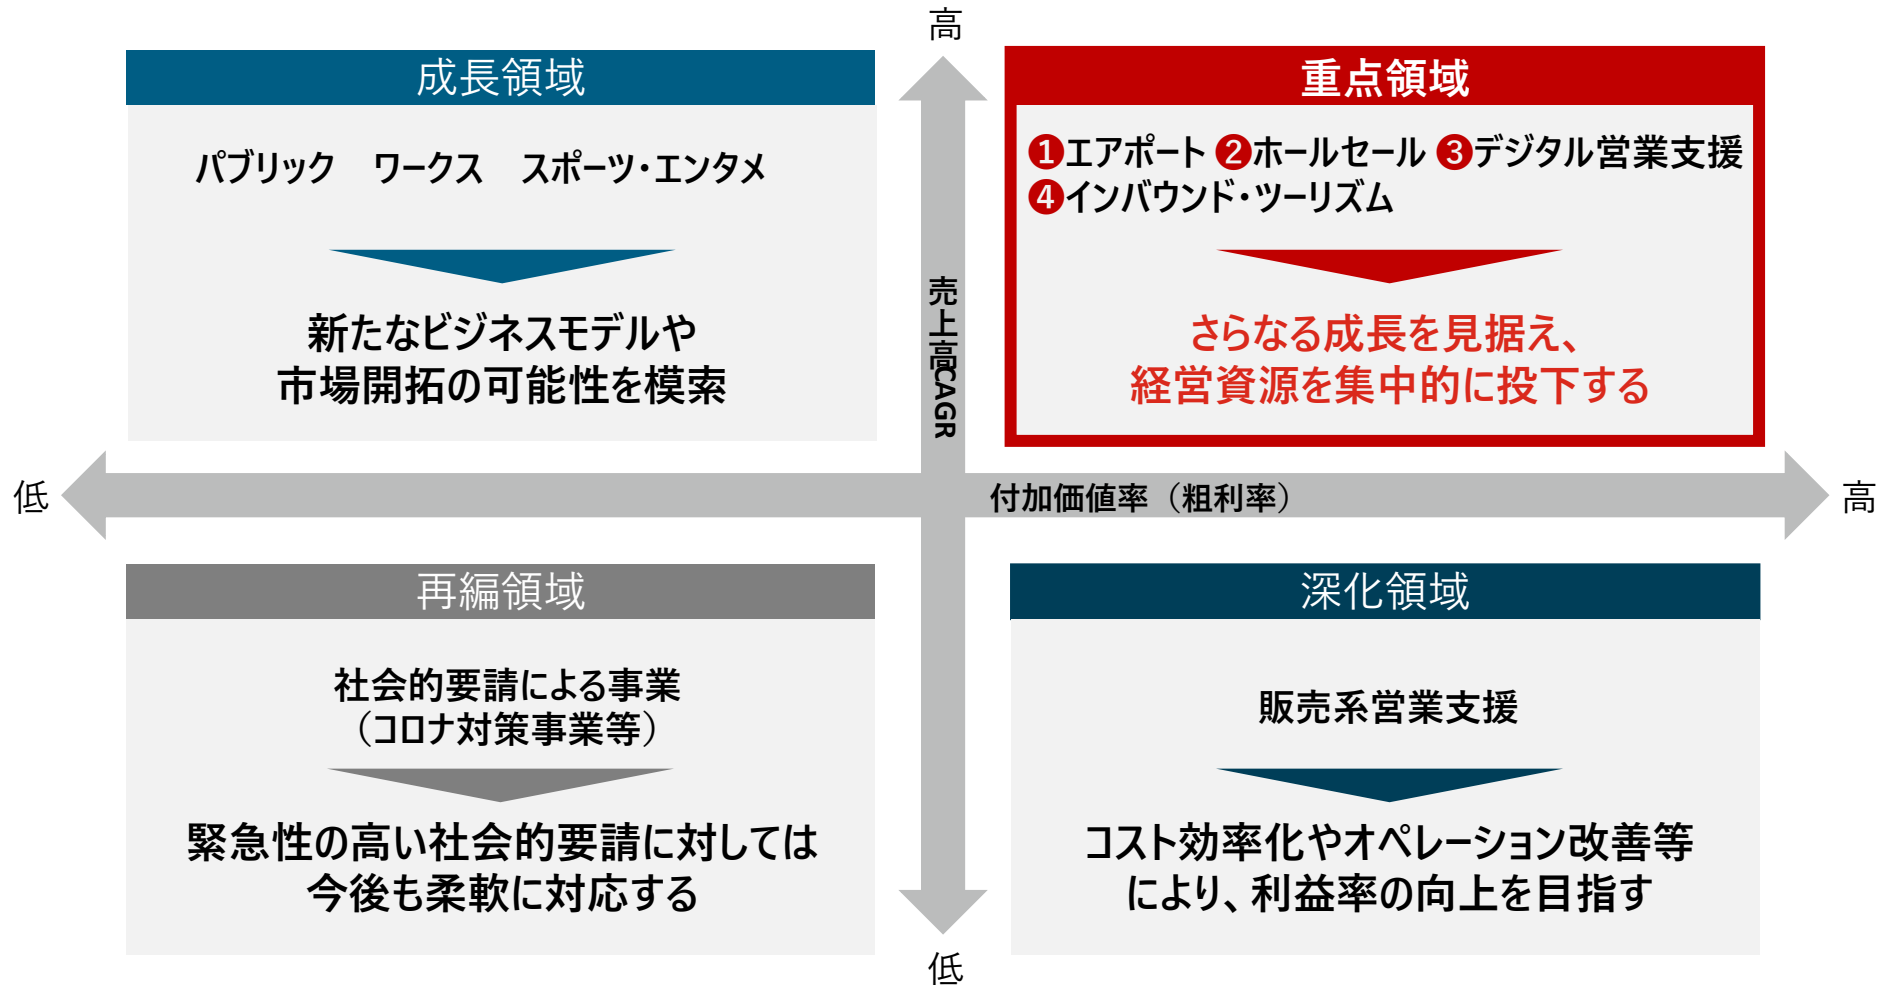 高
成長領域
パブリック　ワークス　スポーツ・エンタメ
新たなビジネスモデルや
市場開拓の可能性を模索
重点領域
❶エアポート ❷ホールセール ❸デジタル営業支援
❹インバウンド・ツーリズム
さらなる成長を見据え、
経営資源を集中的に投下する
売上高CAGR
低
付加価値率（粗利率）
高
再編領域
社会的要請による事業
（コロナ対策事業等）
緊急性の高い社会的要請に対しては
今後も柔軟に対応する
深化領域
販売系営業支援
コスト効率化やオペレーション改善等
により、利益率の向上を目指す
低